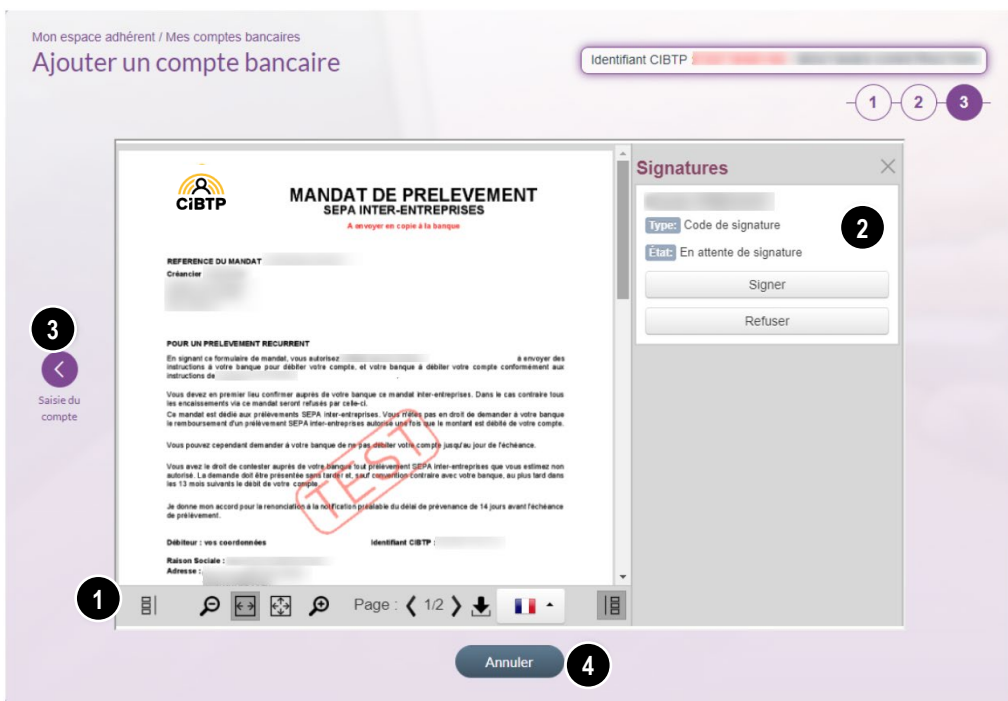 Mon espace adhérent / Mes comptes bancaires
Ajouter un compte bancaire
Identifiant CIBTP :
1 2 3
CiBTP
MANDAT DE PRELEVEMENT
SEPA INTER-ENTREPRISES
A envoyer en copie à la banque
REFERENCE DU MANDAT
Créancier
POUR UN PRELEVEMENT RECURRENT
En signant ce formulaire de mandat, vous autorisez à envoyer des
instructions à votre banque pour débiter votre compte, et votre banque à débiter votre compte conformément aux
instructions de
Vous devez en premier lieu confirmer auprès de votre banque ce mandat inter-entreprises. Dans le cas contraire tous
les encaissements via ce mandat seront refusés par celle-ci.
Ce mandat est dédié aux prélèvements SEPA inter-entreprises. Vous n'êtes pas en droit de demander à votre banque
le remboursement d'un prélèvement SEPA inter-entreprises autorisé une fois que le montant est débité de votre compte.
Vous pouvez cependant demander à votre banque de ne pas débiter votre compte jusqu'au jour de l'échéance.
Vous avez le droit de contester auprès de votre banque tout prélèvement SEPA inter-entreprises que vous estimez non
autorisé. La demande doit être présentée sans tarder et, sauf convention contraire avec votre banque, au plus tard dans
les 13 mois suivants le débit de votre compte.
Je donne mon accord pour la renonciation à la notification préalable du délai de prévenance de 14 jours avant l'échéance
de prélèvement.
TEST
Débiteur : vos coordonnées Identifiant CIBTP :
Raison Sociale :
Adresse :
Signatures
Type: Code de signature
État: En attente de signature
Signer
Refuser
2
3
Saisie du
compte
1
Page : 1/2
Annuler
4